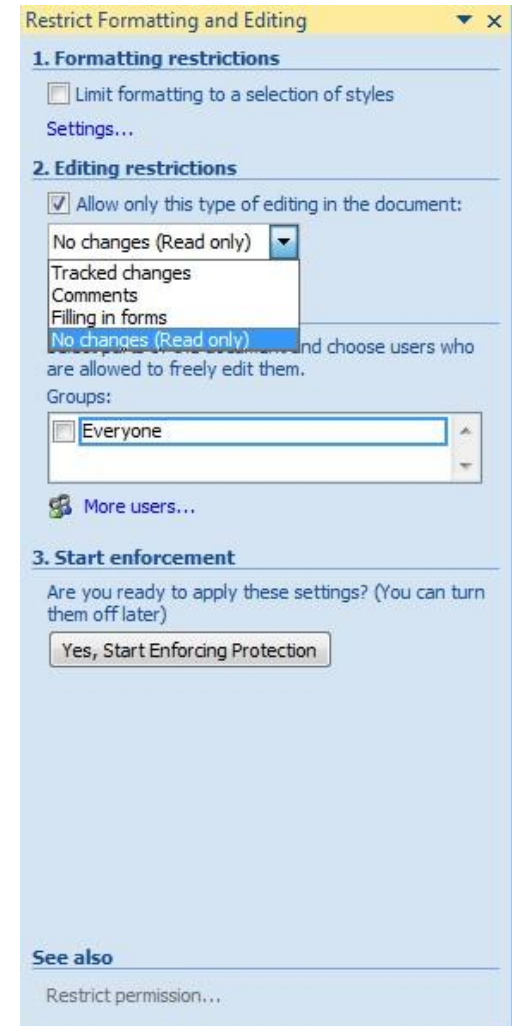 Restrict Formatting and Editing
1. Formatting restrictions
Limit formatting to a selection of styles
Settings...
2. Editing restrictions
Allow only this type of editing in the document:
No changes (Read only)
Tracked changes
Comments
Filling in forms
No changes (Read only)
and choose users who
are allowed to freely edit them.
Groups:
Everyone
More users...
3. Start enforcement
Are you ready to apply these settings? (You can turn
them off later)
Yes, Start Enforcing Protection
See also
Restrict permission...